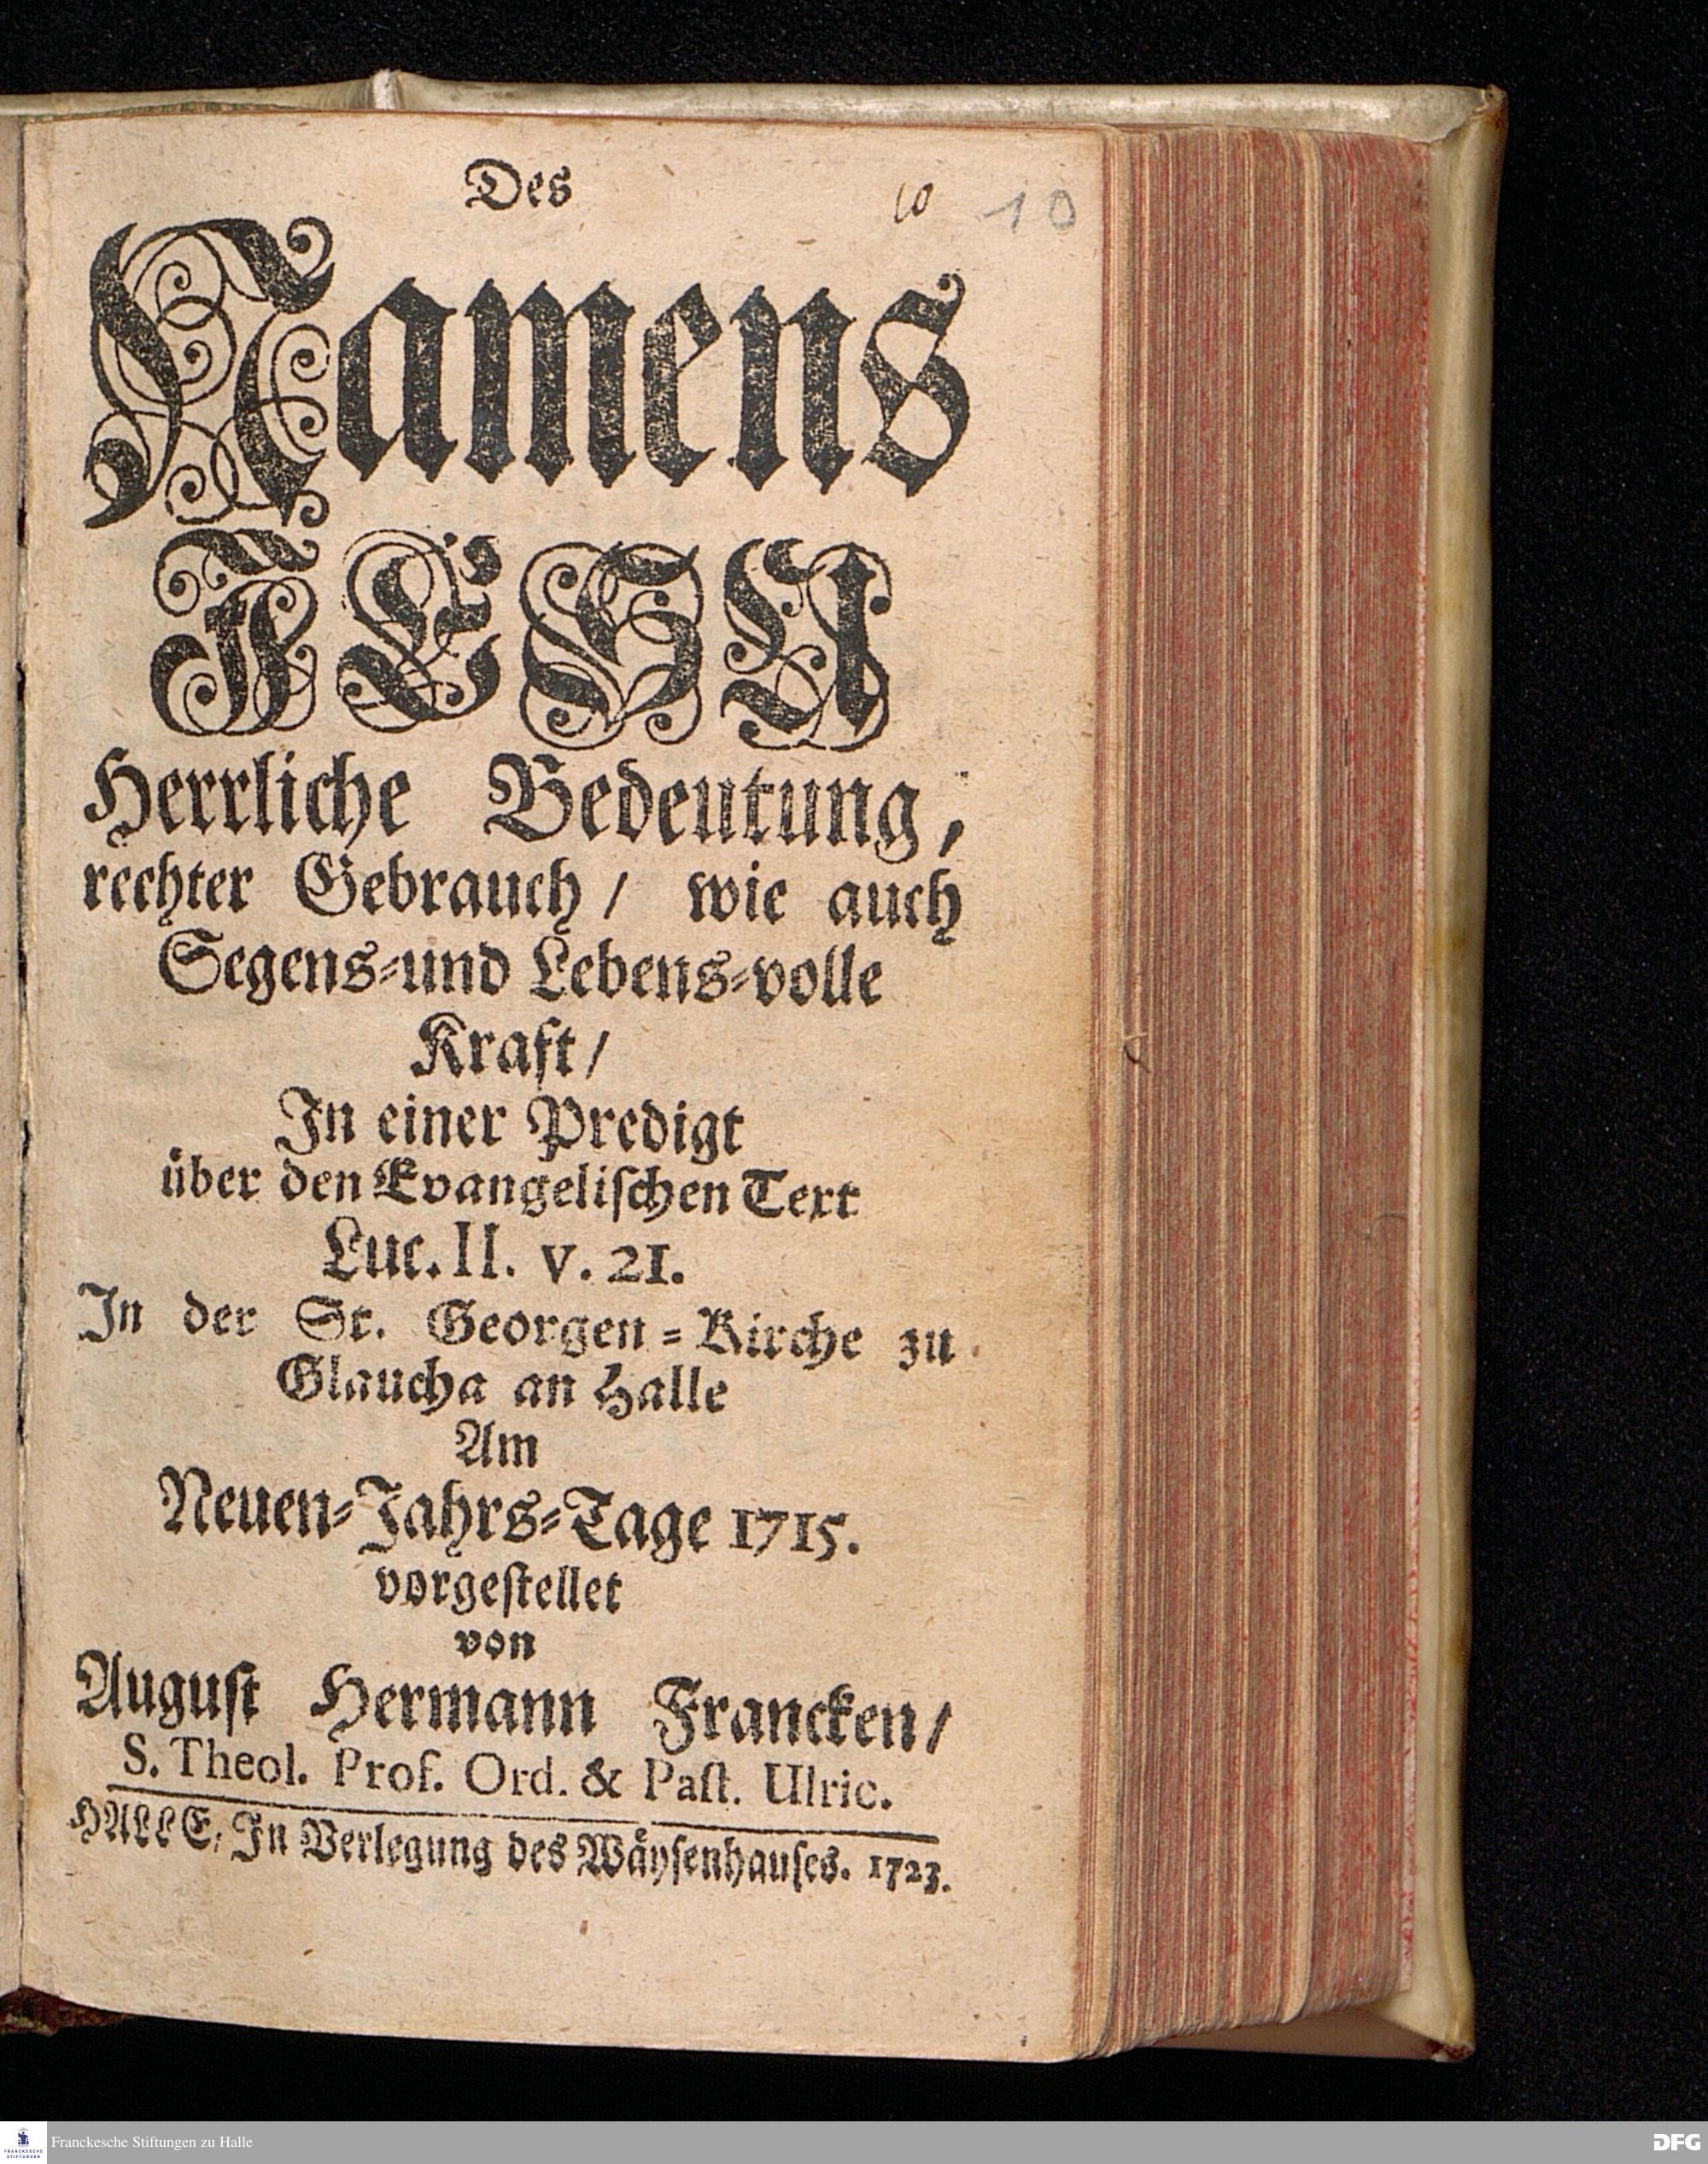 Des
10 10
Namens
JESU
Herrliche Bedeutung,
rechter Gebrauch / wie auch
Segens-und Lebens-volle
Kraft /
In einer Predigt
über den Evangelischen Text
Luc. II. v. 21.
In der St. Georgen-Kirche zu
Glaucha an Halle
Am
Neuen-Jahrs-Tage 1715.
vorgestellet
von
August Hermann Francken /
S. Theol. Prof. Ord. & Past. Ulric.
HALLE, In Verlegung des Wäysenhauses. 1723.
FRANCKESCHE
STIFTUNGEN
Franckesche Stiftungen zu Halle
DFG